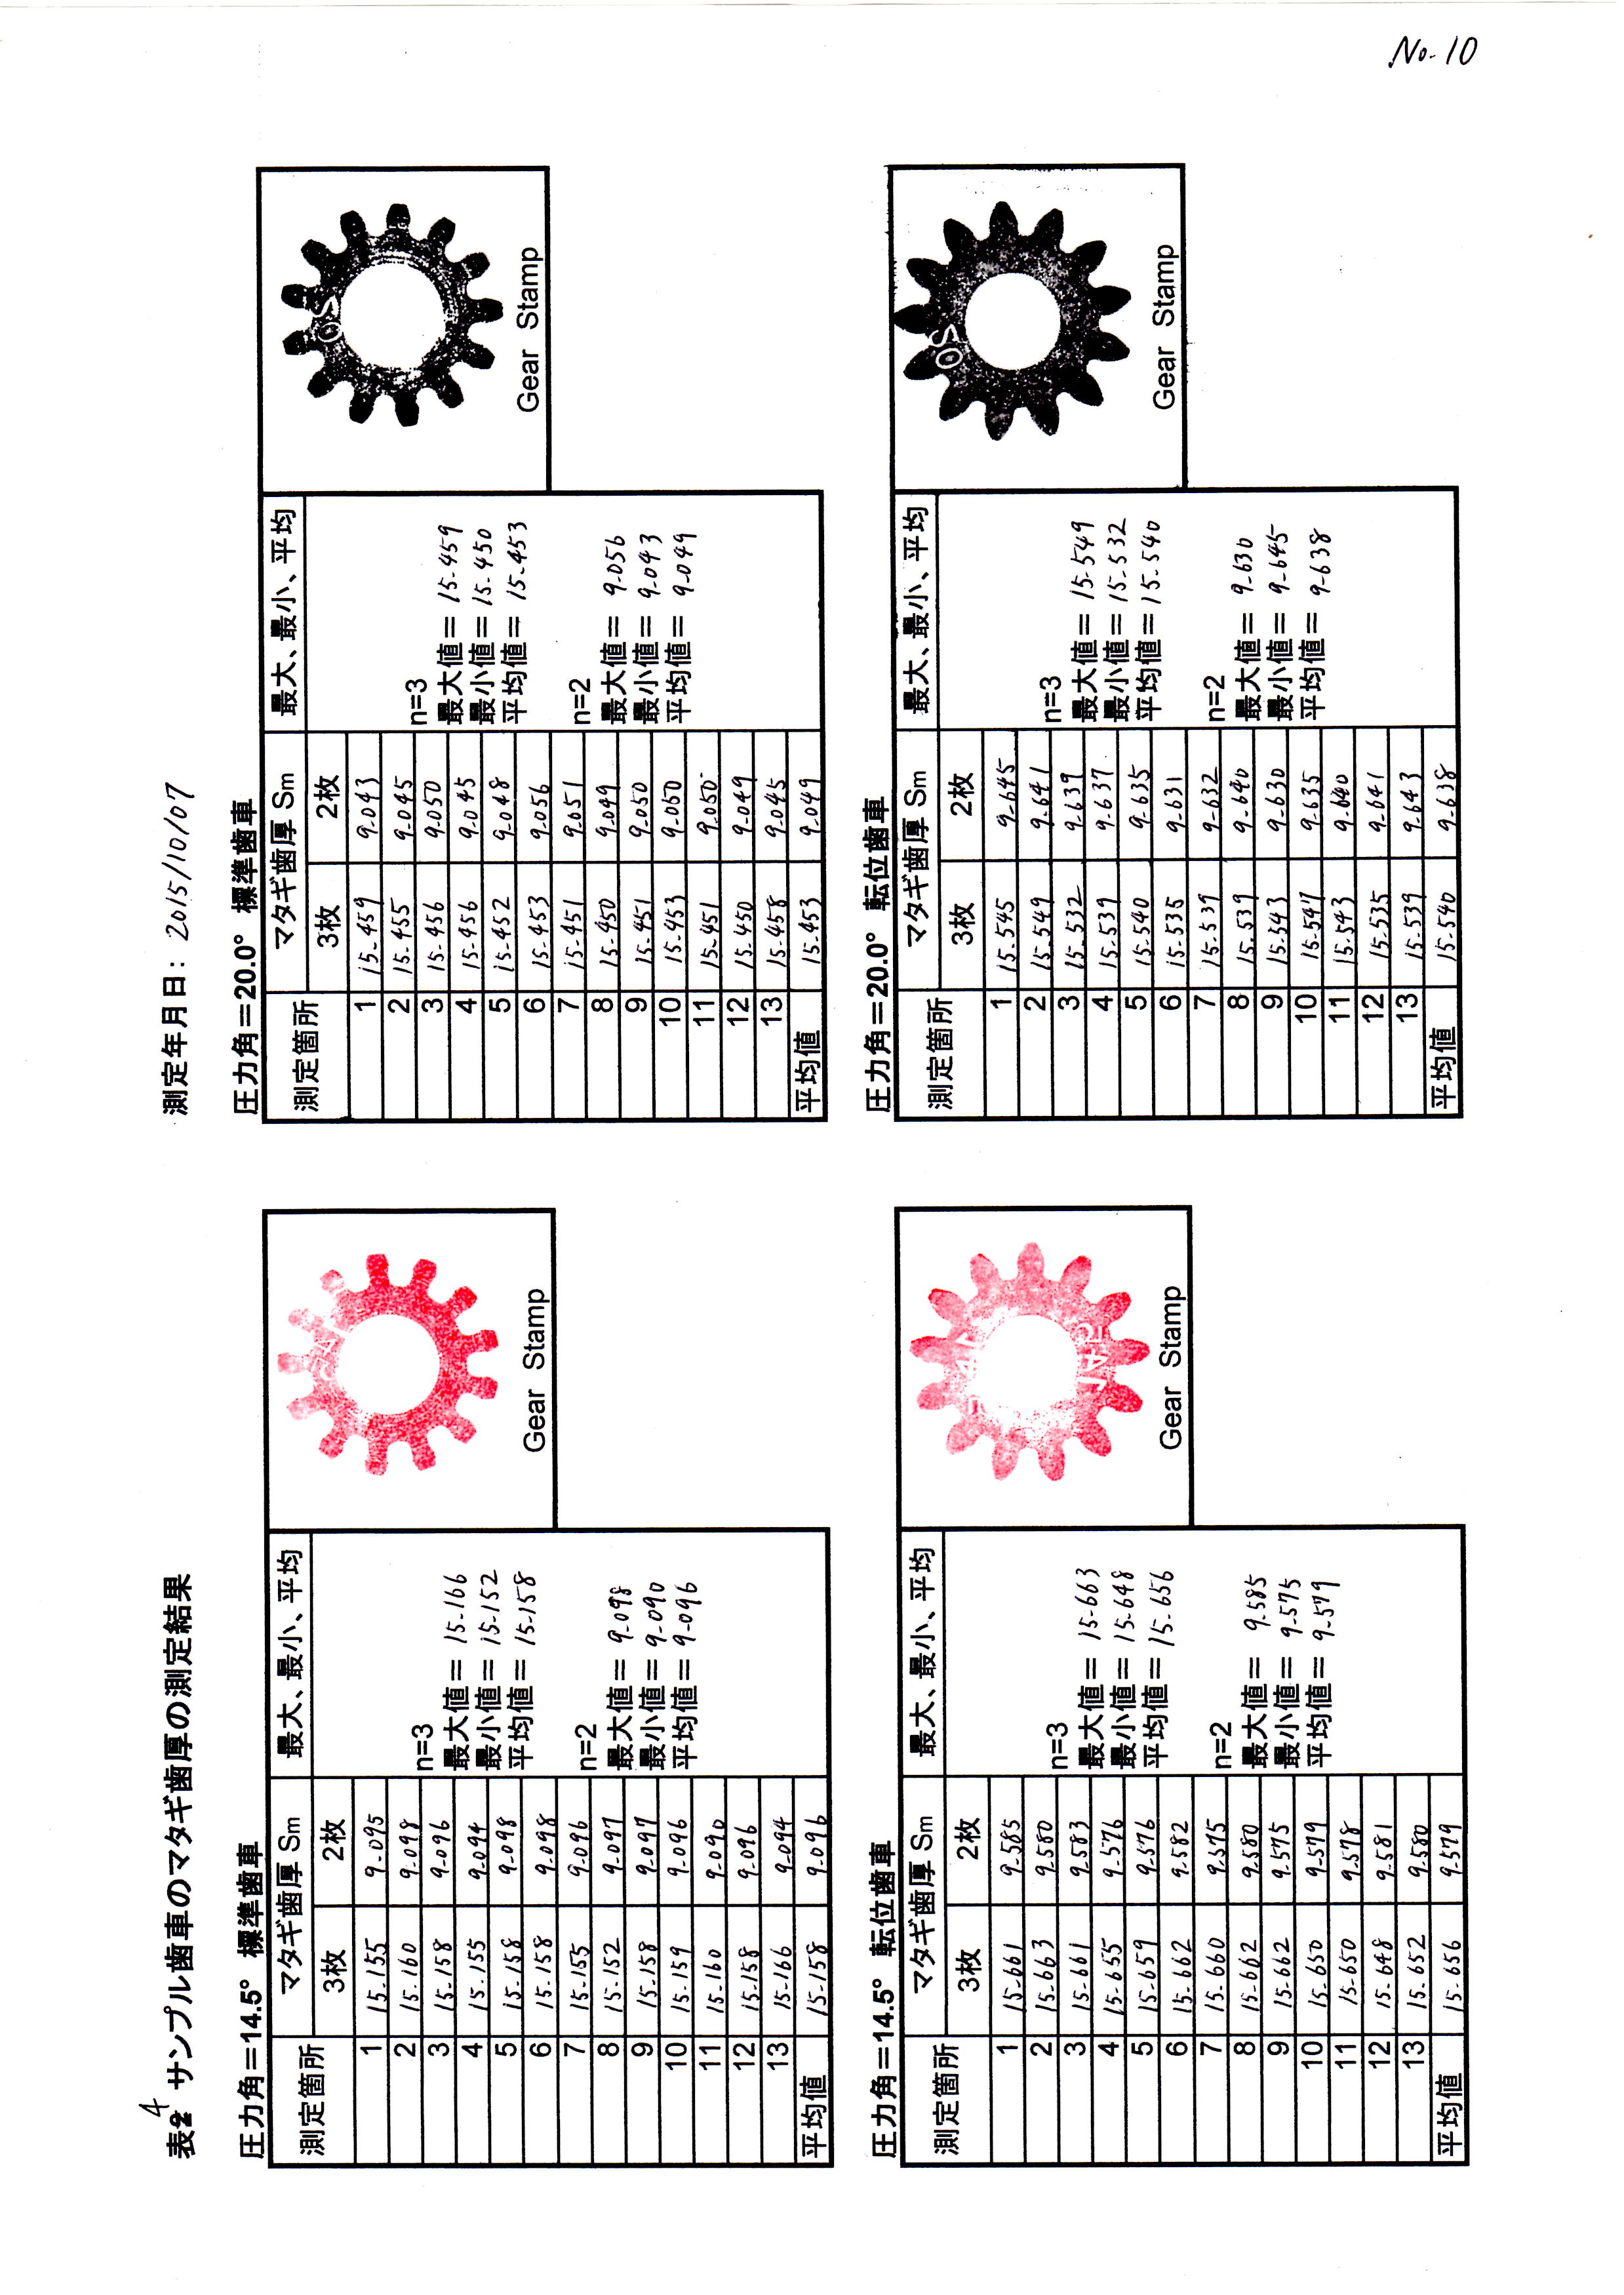 No.10
表4 サンプル歯車のマタギ歯厚の測定結果
測定年月日：2015/10/07
圧力角＝14.5° 標準歯車
測定箇所 マタギ歯厚 Sm 最大、最小、平均
3枚 2枚
1 15.155 9.095
2 15.160 9.098
3 15.158 9.096
4 15.155 9.094
5 15.158 9.098
6 15.158 9.098
7 15.155 9.096
8 15.152 9.097
9 15.158 9.097
10 15.159 9.096
11 15.160 9.090
12 15.158 9.096
13 15.166 9.094
平均値 15.158 9.096
n=3
最大値＝ 15.166
最小値＝ 15.152
平均値＝ 15.158
n=2
最大値＝ 9.098
最小値＝ 9.090
平均値＝ 9.096
Gear Stamp
圧力角＝20.0° 標準歯車
測定箇所 マタギ歯厚 Sm 最大、最小、平均
3枚 2枚
1 15.459 9.043
2 15.455 9.045
3 15.456 9.050
4 15.456 9.045
5 15.452 9.048
6 15.453 9.056
7 15.451 9.051
8 15.450 9.049
9 15.451 9.050
10 15.453 9.050
11 15.451 9.050
12 15.450 9.049
13 15.458 9.045
平均値 15.453 9.049
n=3
最大値＝ 15.459
最小値＝ 15.450
平均値＝ 15.453
n=2
最大値＝ 9.056
最小値＝ 9.043
平均値＝ 9.049
OS
Gear Stamp
圧力角＝14.5° 転位歯車
測定箇所 マタギ歯厚 Sm 最大、最小、平均
3枚 2枚
1 15.661 9.585
2 15.663 9.580
3 15.661 9.583
4 15.655 9.576
5 15.659 9.576
6 15.662 9.582
7 15.660 9.575
8 15.662 9.580
9 15.662 9.575
10 15.650 9.579
11 15.650 9.578
12 15.648 9.581
13 15.652 9.580
平均値 15.656 9.579
n=3
最大値＝ 15.663
最小値＝ 15.648
平均値＝ 15.656
n=2
最大値＝ 9.585
最小値＝ 9.575
平均値＝ 9.579
Gear Stamp
圧力角＝20.0° 転位歯車
測定箇所 マタギ歯厚 Sm 最大、最小、平均
3枚 2枚
1 15.545 9.645
2 15.549 9.641
3 15.532 9.639
4 15.539 9.637
5 15.540 9.635
6 15.535 9.631
7 15.539 9.632
8 15.539 9.640
9 15.543 9.630
10 15.547 9.635
11 15.543 9.640
12 15.535 9.641
13 15.539 9.643
平均値 15.540 9.638
n=3
最大値＝ 15.549
最小値＝ 15.532
平均値＝ 15.540
n=2
最大値＝ 9.630
最小値＝ 9.645
平均値＝ 9.638
OS
Gear Stamp